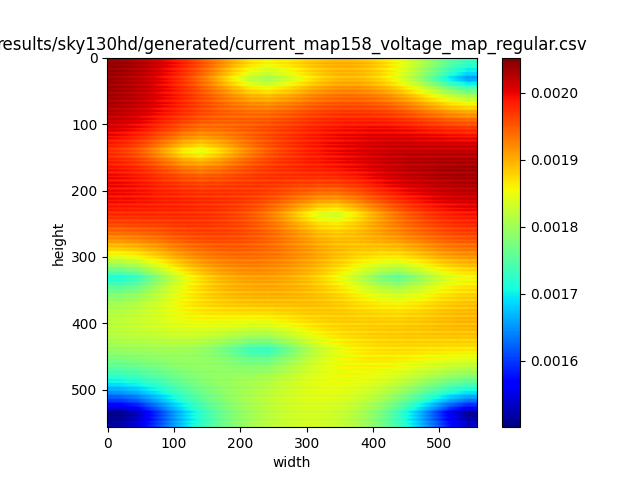 results/sky130hd/generated/current_map158_voltage_map_regular.csv
0
100
200
300
400
500
height
0 100 200 300 400 500
width
0.0020
0.0019
0.0018
0.0017
0.0016